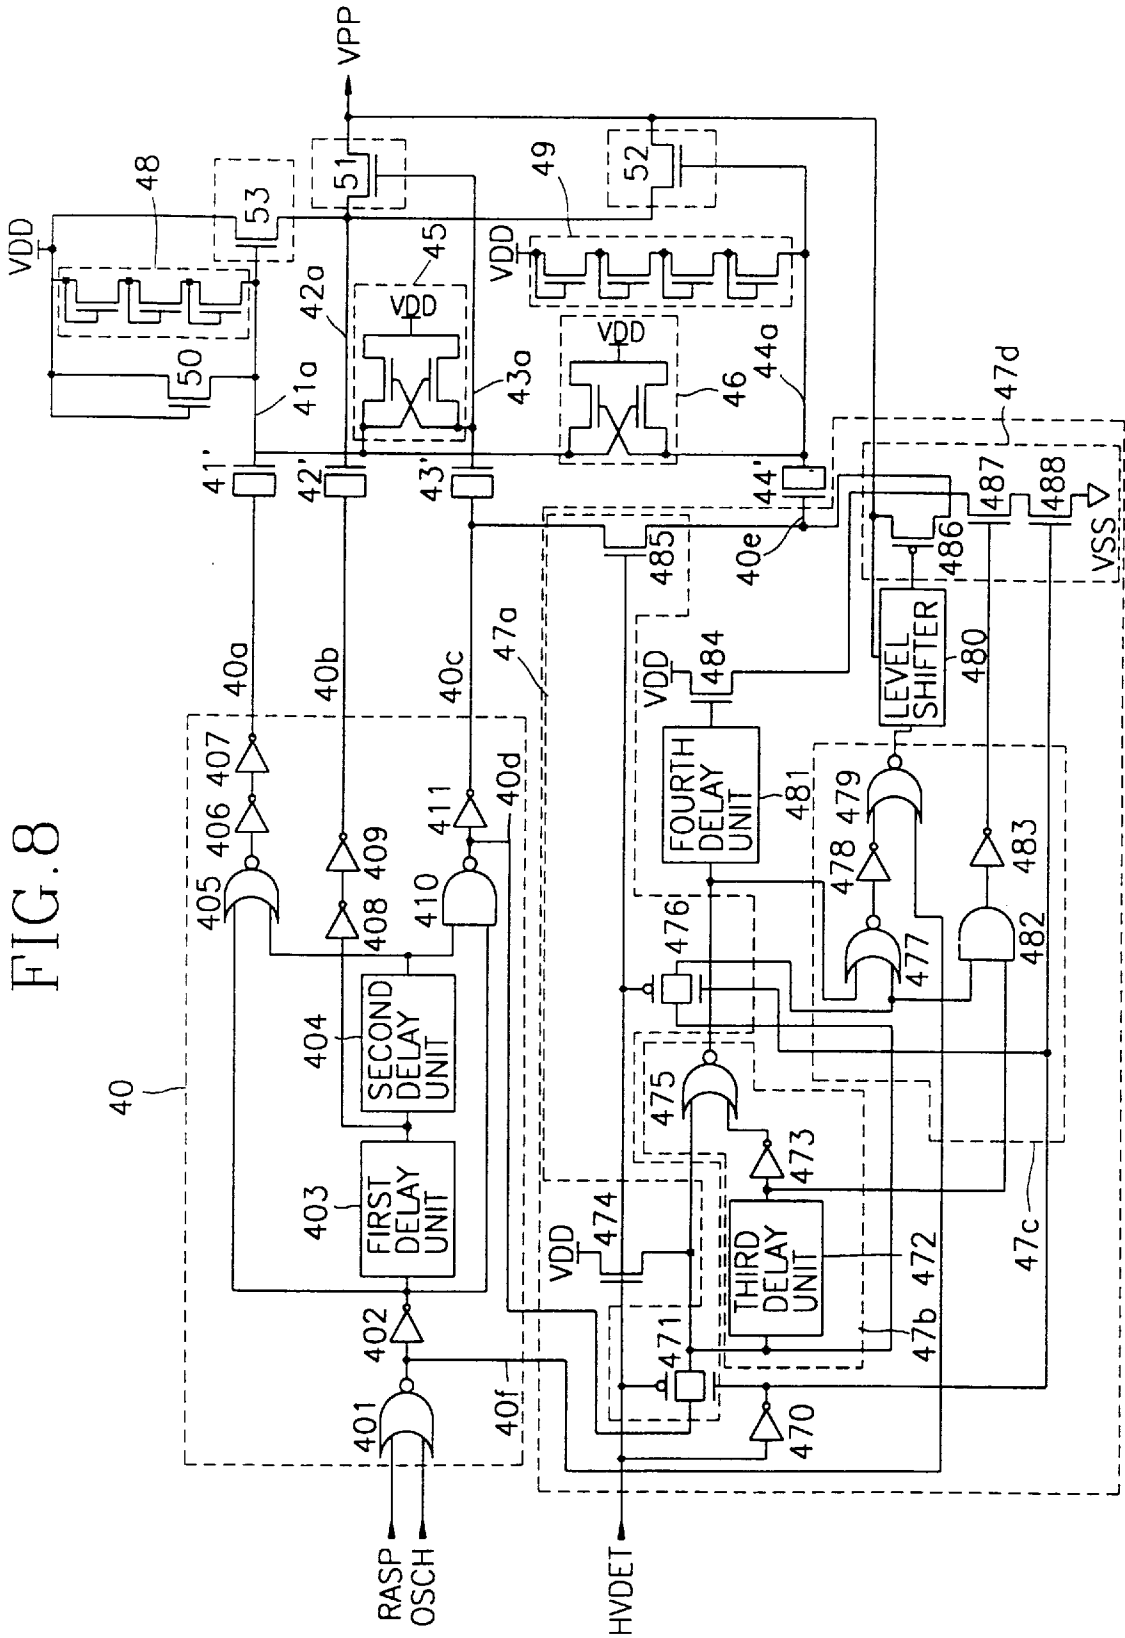 FIG.8
RASP
OSCH
HVDET
40
401
402
40f
403
FIRST
DELAY
UNIT
404
SECOND
DELAY
UNIT
405
406
407
408
409
410
411
40a
40b
40c
40d
40e
41'
42'
43'
44'
41a
42a
43a
44a
VDD
48
50
53
VPP
51
45
VDD
49
VDD
52
VDD
46
47a
47b
47c
47d
470
471
VDD
474
THIRD
DELAY
UNIT
472
473
475
476
477
478
479
FOURTH
DELAY
UNIT
481
482
483
VDD
484
485
LEVEL
SHIFTER
480
486
487
488
VSS